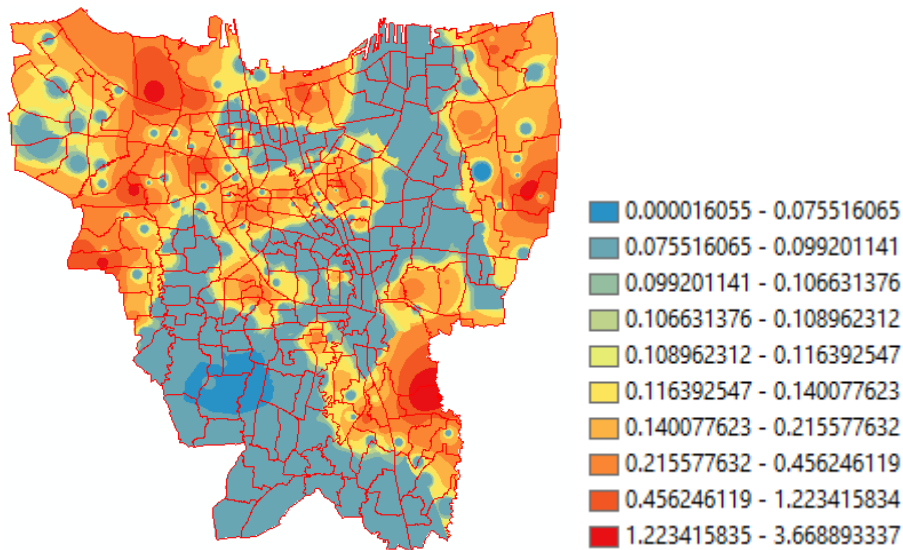 0.000016055 - 0.075516065
0.075516065 - 0.099201141
0.099201141 - 0.106631376
0.106631376 - 0.108962312
0.108962312 - 0.116392547
0.116392547 - 0.140077623
0.140077623 - 0.215577632
0.215577632 - 0.456246119
0.456246119 - 1.223415834
1.223415835 - 3.668893337